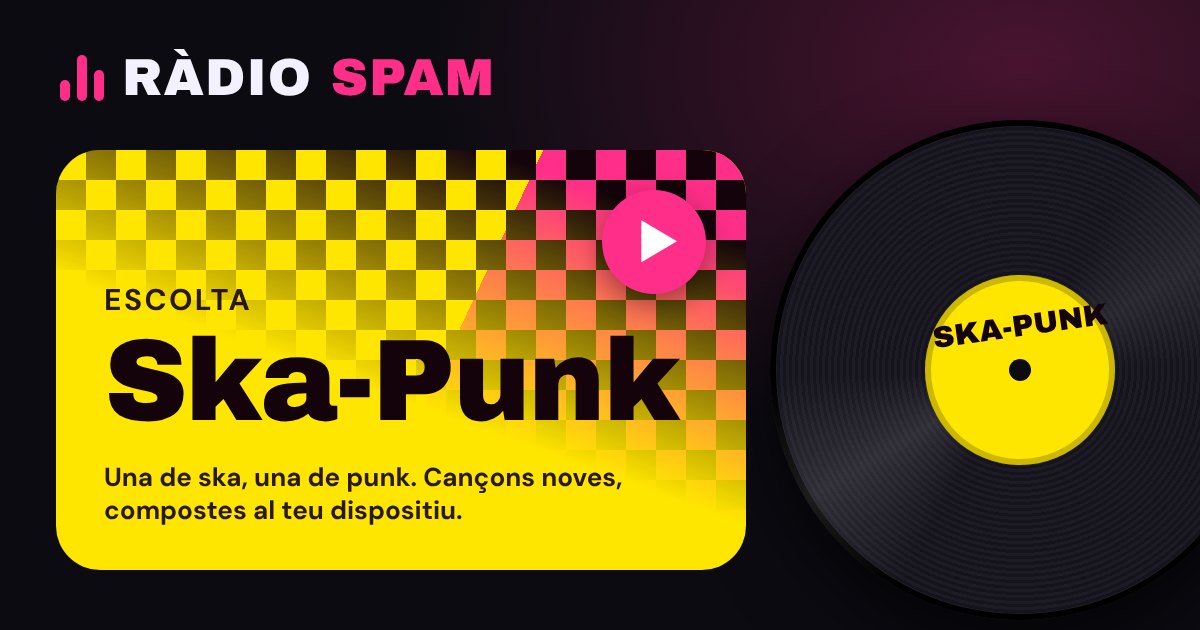 RÀDIO SPAM
ESCOLTA
Ska-Punk
Una de ska, una de punk. Cançons noves,
compostes al teu dispositiu.
SKA-PUNK